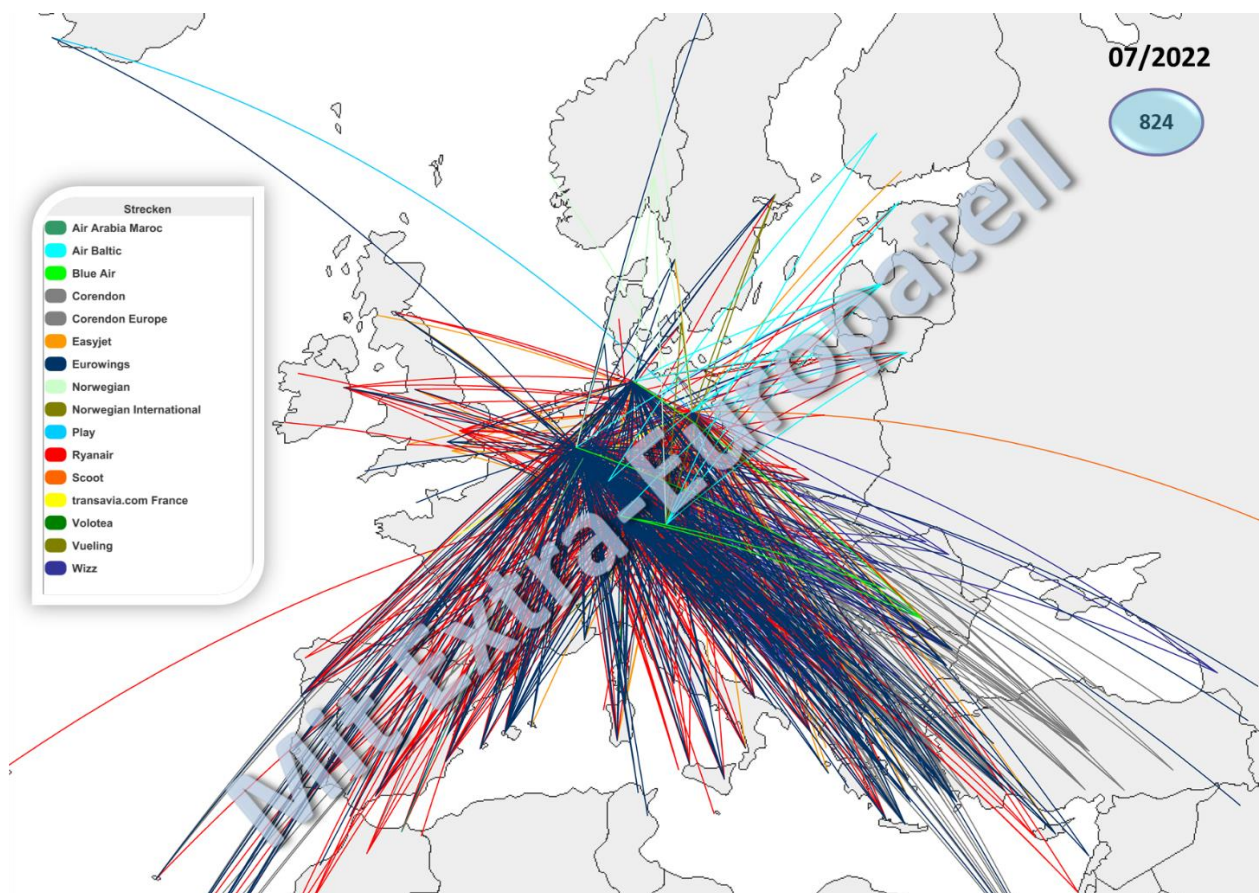 07/2022
824
Strecken
Air Arabia Maroc
Air Baltic
Blue Air
Corendon
Corendon Europe
Easyjet
Eurowings
Norwegian
Norwegian International
Play
Ryanair
Scoot
transavia.com France
Volotea
Vueling
Wizz
Mit Extra-Europateil